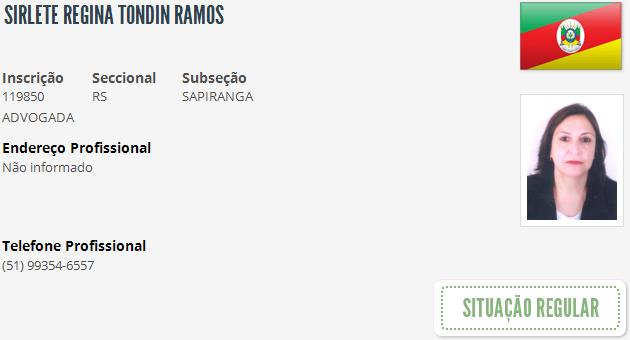 SIRLETE REGINA TONDIN RAMOS
Inscrição Seccional Subseção
119850 RS SAPIRANGA
ADVOGADA
Endereço Profissional
Não informado
Telefone Profissional
(51) 99354-6557
SITUAÇÃO REGULAR